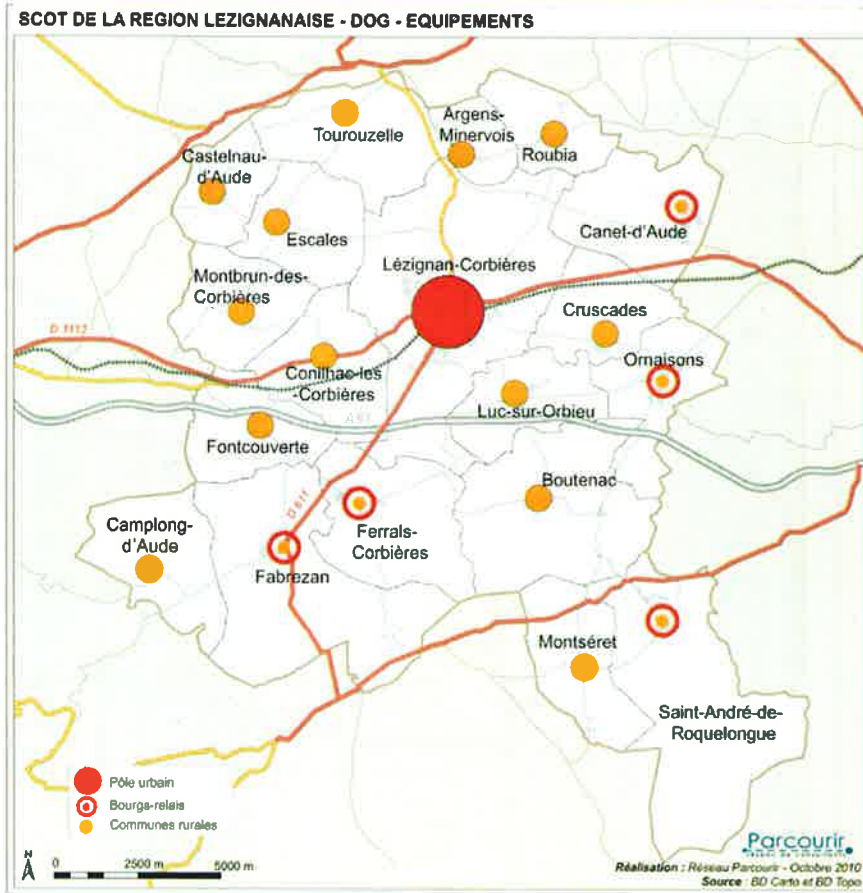 SCOT DE LA REGION LEZIGNANAISE - DOG - EQUIPEMENTS
Tourouzelle
Argens-
Minervois
Roubia
Castelnau-
d'Aude
Escales
Canet-d'Aude
Lézignan-Corbières
Montbrun-des-
Corbières
Cruscades
Ornaisons
Conilhac-les
-Corbières
Luc-sur-Orbieu
Fontcouverte
Boutenac
Camplong-
d'Aude
Ferrals-
Corbières
Fabrezan
Montséret
Saint-André-de-
Roquelongue
Pôle urbain
Bourgs-relais
Communes rurales
N
0 2500 m 5000 m
Parcourir
Réalisation : Réseau Parcourir - Octobre 2010
Source : BD Carto et BD Topo